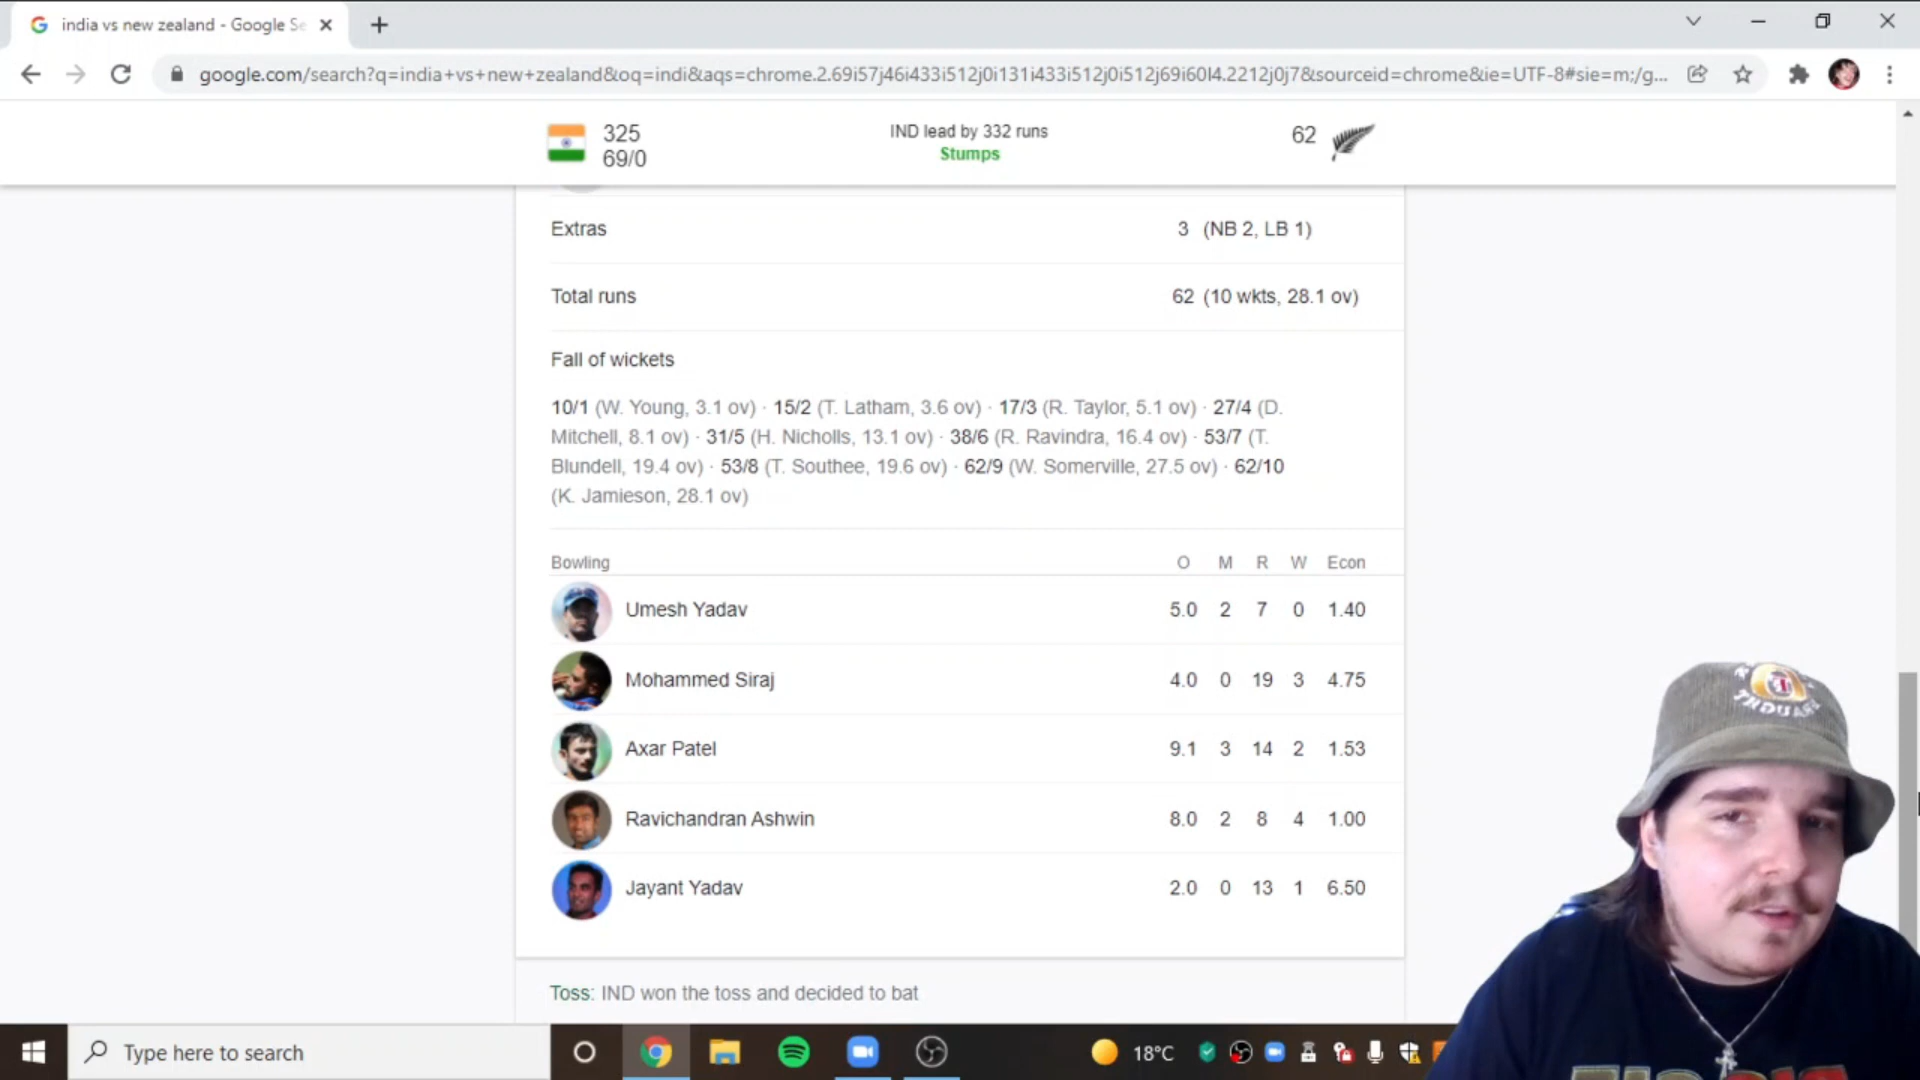 india vs new zealand - Google Se
google.com/search?q=india+vs+new+zealand&oq=indi&aqs=chrome.2.69i57j46i433i512j0i131i433i512j0i512j69i60l4.2212j0j7&sourceid=chrome&ie=UTF-8#sie=m;/g...
325
69/0
IND lead by 332 runs
Stumps
62
Extras 3 (NB 2, LB 1)
Total runs 62 (10 wkts, 28.1 ov)
Fall of wickets
10/1 (W. Young, 3.1 ov) · 15/2 (T. Latham, 3.6 ov) · 17/3 (R. Taylor, 5.1 ov) · 27/4 (D.
Mitchell, 8.1 ov) · 31/5 (H. Nicholls, 13.1 ov) · 38/6 (R. Ravindra, 16.4 ov) · 53/7 (T.
Blundell, 19.4 ov) · 53/8 (T. Southee, 19.6 ov) · 62/9 (W. Somerville, 27.5 ov) · 62/10
(K. Jamieson, 28.1 ov)
Bowling O M R W Econ
Umesh Yadav 5.0 2 7 0 1.40
Mohammed Siraj 4.0 0 19 3 4.75
Axar Patel 9.1 3 14 2 1.53
Ravichandran Ashwin 8.0 2 8 4 1.00
Jayant Yadav 2.0 0 13 1 6.50
Toss: IND won the toss and decided to bat
Type here to search
18°C